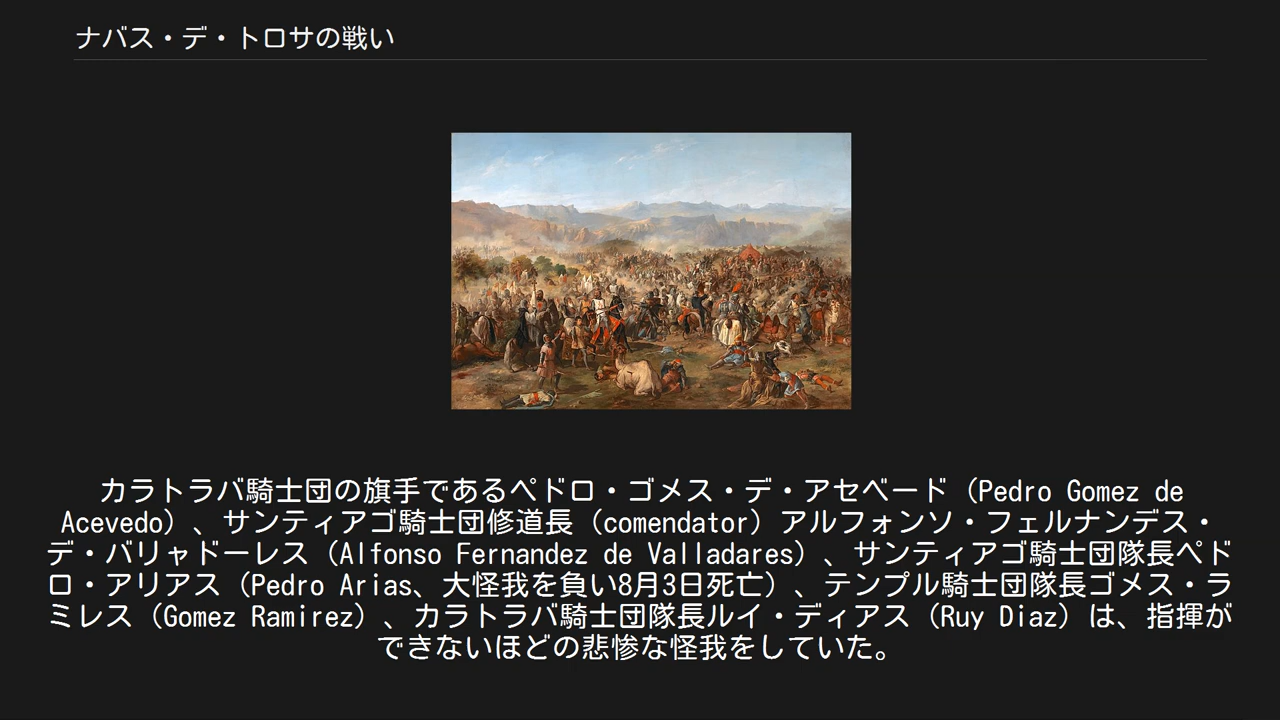 ナバス・デ・トロサの戦い
カラトラバ騎士団の旗手であるペドロ・ゴメス・デ・アセベード（Pedro Gomez de
Acevedo）、サンティアゴ騎士団修道長（comendator）アルフォンソ・フェルナンデス・
デ・バリャドーレス（Alfonso Fernandez de Valladares）、サンティアゴ騎士団隊長ペド
ロ・アリアス（Pedro Arias、大怪我を負い8月3日死亡）、テンプル騎士団隊長ゴメス・ラ
ミレス（Gomez Ramirez）、カラトラバ騎士団隊長ルイ・ディアス（Ruy Diaz）は、指揮が
できないほどの悲惨な怪我をしていた。